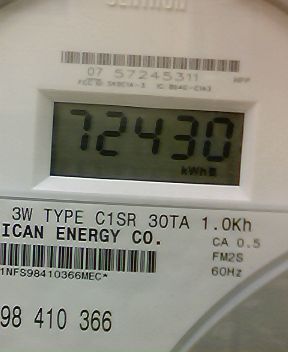 07 57245311
72430
kWh
3W TYPE C1SR 30TA 1.0Kh
ICAN ENERGY CO.
CA 0.5
FM2S
1NFS98410366MEC*
60Hz
98 410 366